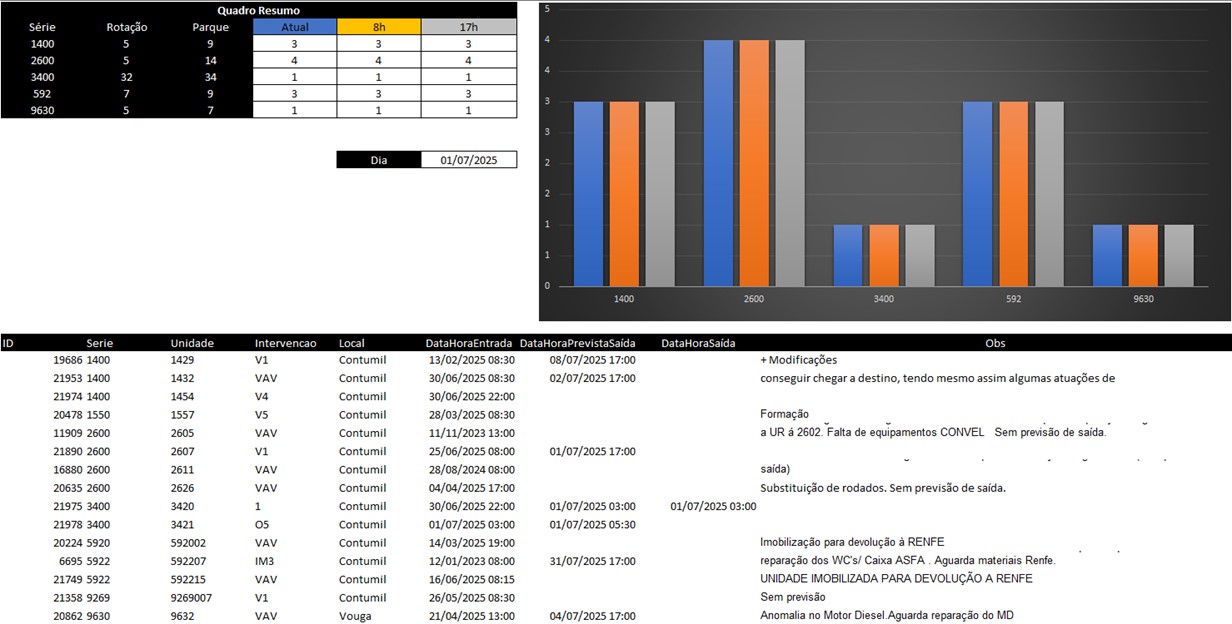 Quadro Resumo
Série Rotação Parque Atual 8h 17h
1400 5 9 3 3 3
2600 5 14 4 4 4
3400 32 34 1 1 1
592 7 9 3 3 3
9630 5 7 1 1 1
Dia 01/07/2025
5
4
4
3
3
2
2
1
1
0
1400 2600 3400 592 9630
ID Serie Unidade Intervencao Local DataHoraEntrada DataHoraPrevistaSaída DataHoraSaída Obs
19686 1400 1429 V1 Contumil 13/02/2025 08:30 08/07/2025 17:00 + Modificações
21953 1400 1432 VAV Contumil 30/06/2025 08:30 02/07/2025 17:00 conseguir chegar a destino, tendo mesmo assim algumas atuações de
21974 1400 1454 V4 Contumil 30/06/2025 22:00
20478 1550 1557 V5 Contumil 28/03/2025 08:30 Formação
11909 2600 2605 VAV Contumil 11/11/2023 13:00 a UR á 2602. Falta de equipamentos CONVEL Sem previsão de saída.
21890 2600 2607 V1 Contumil 25/06/2025 08:00 01/07/2025 17:00
16880 2600 2611 VAV Contumil 28/08/2024 08:00 saída)
20635 2600 2626 VAV Contumil 04/04/2025 17:00 Substituição de rodados. Sem previsão de saída.
21975 3400 3420 1 Contumil 30/06/2025 22:00 01/07/2025 03:00 01/07/2025 03:00
21978 3400 3421 O5 Contumil 01/07/2025 03:00 01/07/2025 05:30
20224 5920 592002 VAV Contumil 14/03/2025 19:00 Imobilização para devolução à RENFE
6695 5922 592207 IM3 Contumil 12/01/2023 08:00 31/07/2025 17:00 reparação dos WC's/ Caixa ASFA . Aguarda materiais Renfe.
21749 5922 592215 VAV Contumil 16/06/2025 08:15 UNIDADE IMOBILIZADA PARA DEVOLUÇÃO A RENFE
21358 9269 9269007 V1 Contumil 26/05/2025 08:30 Sem previsão
20862 9630 9632 VAV Vouga 21/04/2025 13:00 04/07/2025 17:00 Anomalia no Motor Diesel.Aguarda reparação do MD